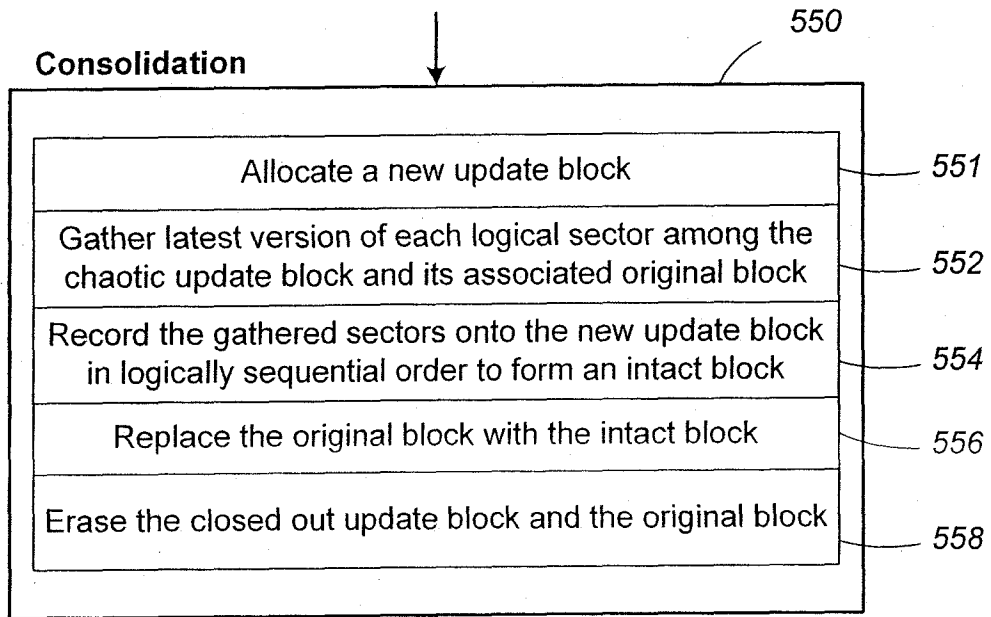 550
Consolidation
Allocate a new update block
551
Gather latest version of each logical sector among the
chaotic update block and its associated original block
552
Record the gathered sectors onto the new update block
in logically sequential order to form an intact block
554
Replace the original block with the intact block
556
Erase the closed out update block and the original block
558